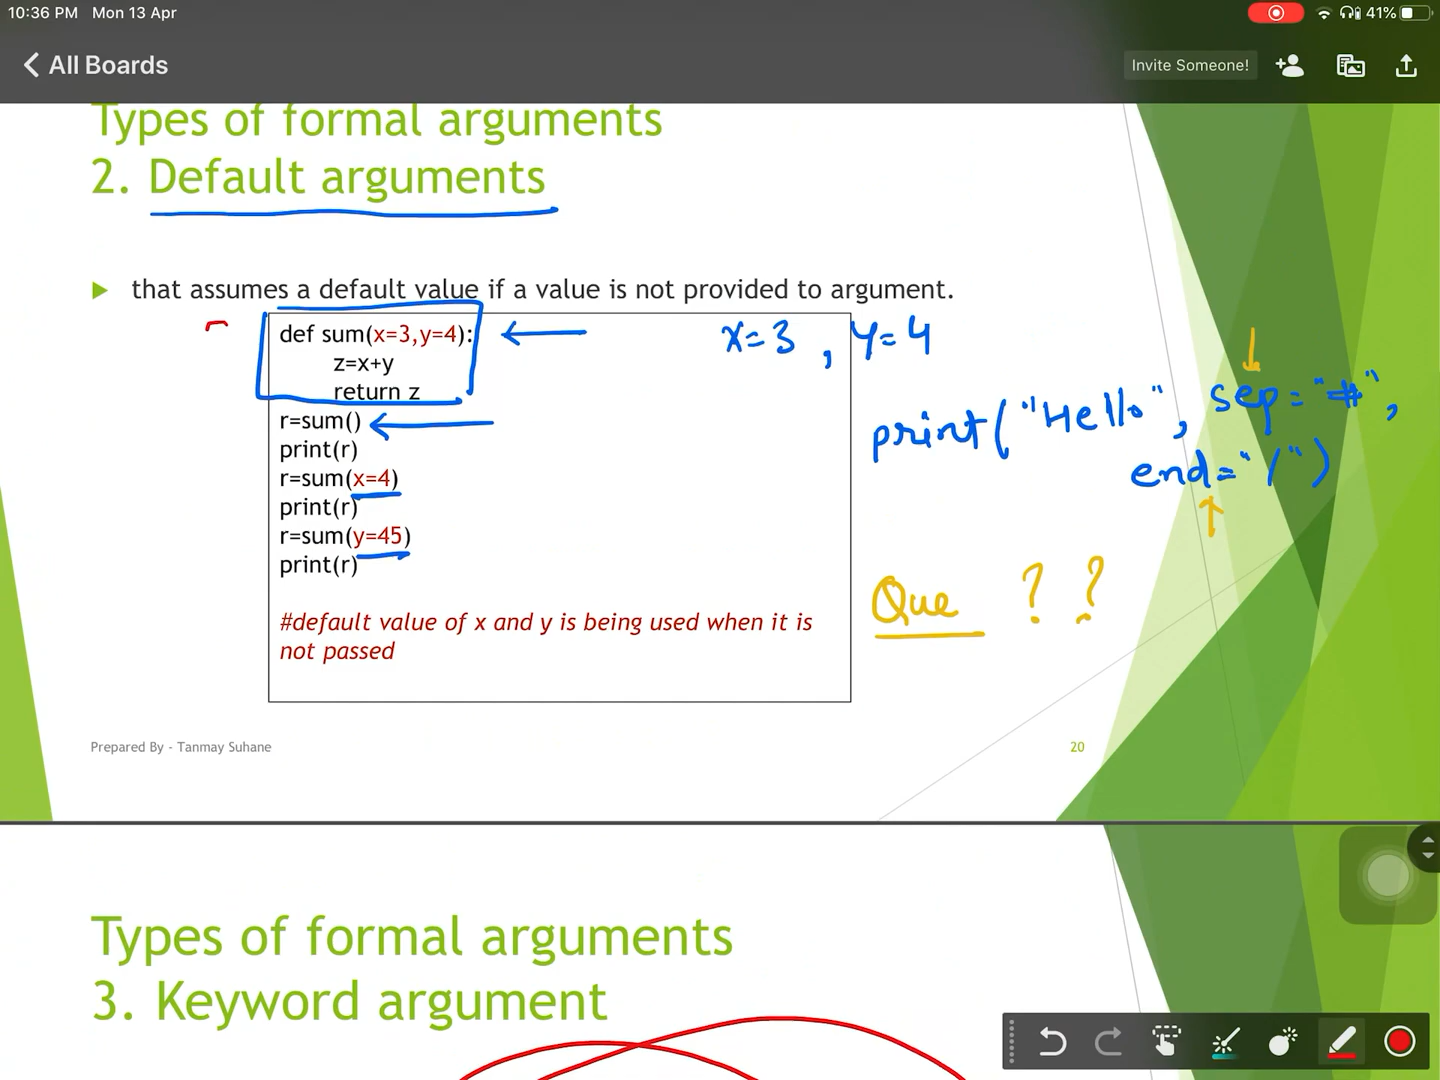 10:36 PM Mon 13 Apr
41%
All Boards
Invite Someone!
Types of formal arguments
2. Default arguments
that assumes a default value if a value is not provided to argument.
def sum(x=3,y=4):
z=x+y
return z
r=sum()
print(r)
r=sum(x=4)
print(r)
r=sum(y=45)
print(r)
#default value of x and y is being used when it is
not passed
x=3 , y=4
print("Hello", sep="#",
end="/")
Que ? ?
Prepared By - Tanmay Suhane
20
Types of formal arguments
3. Keyword argument